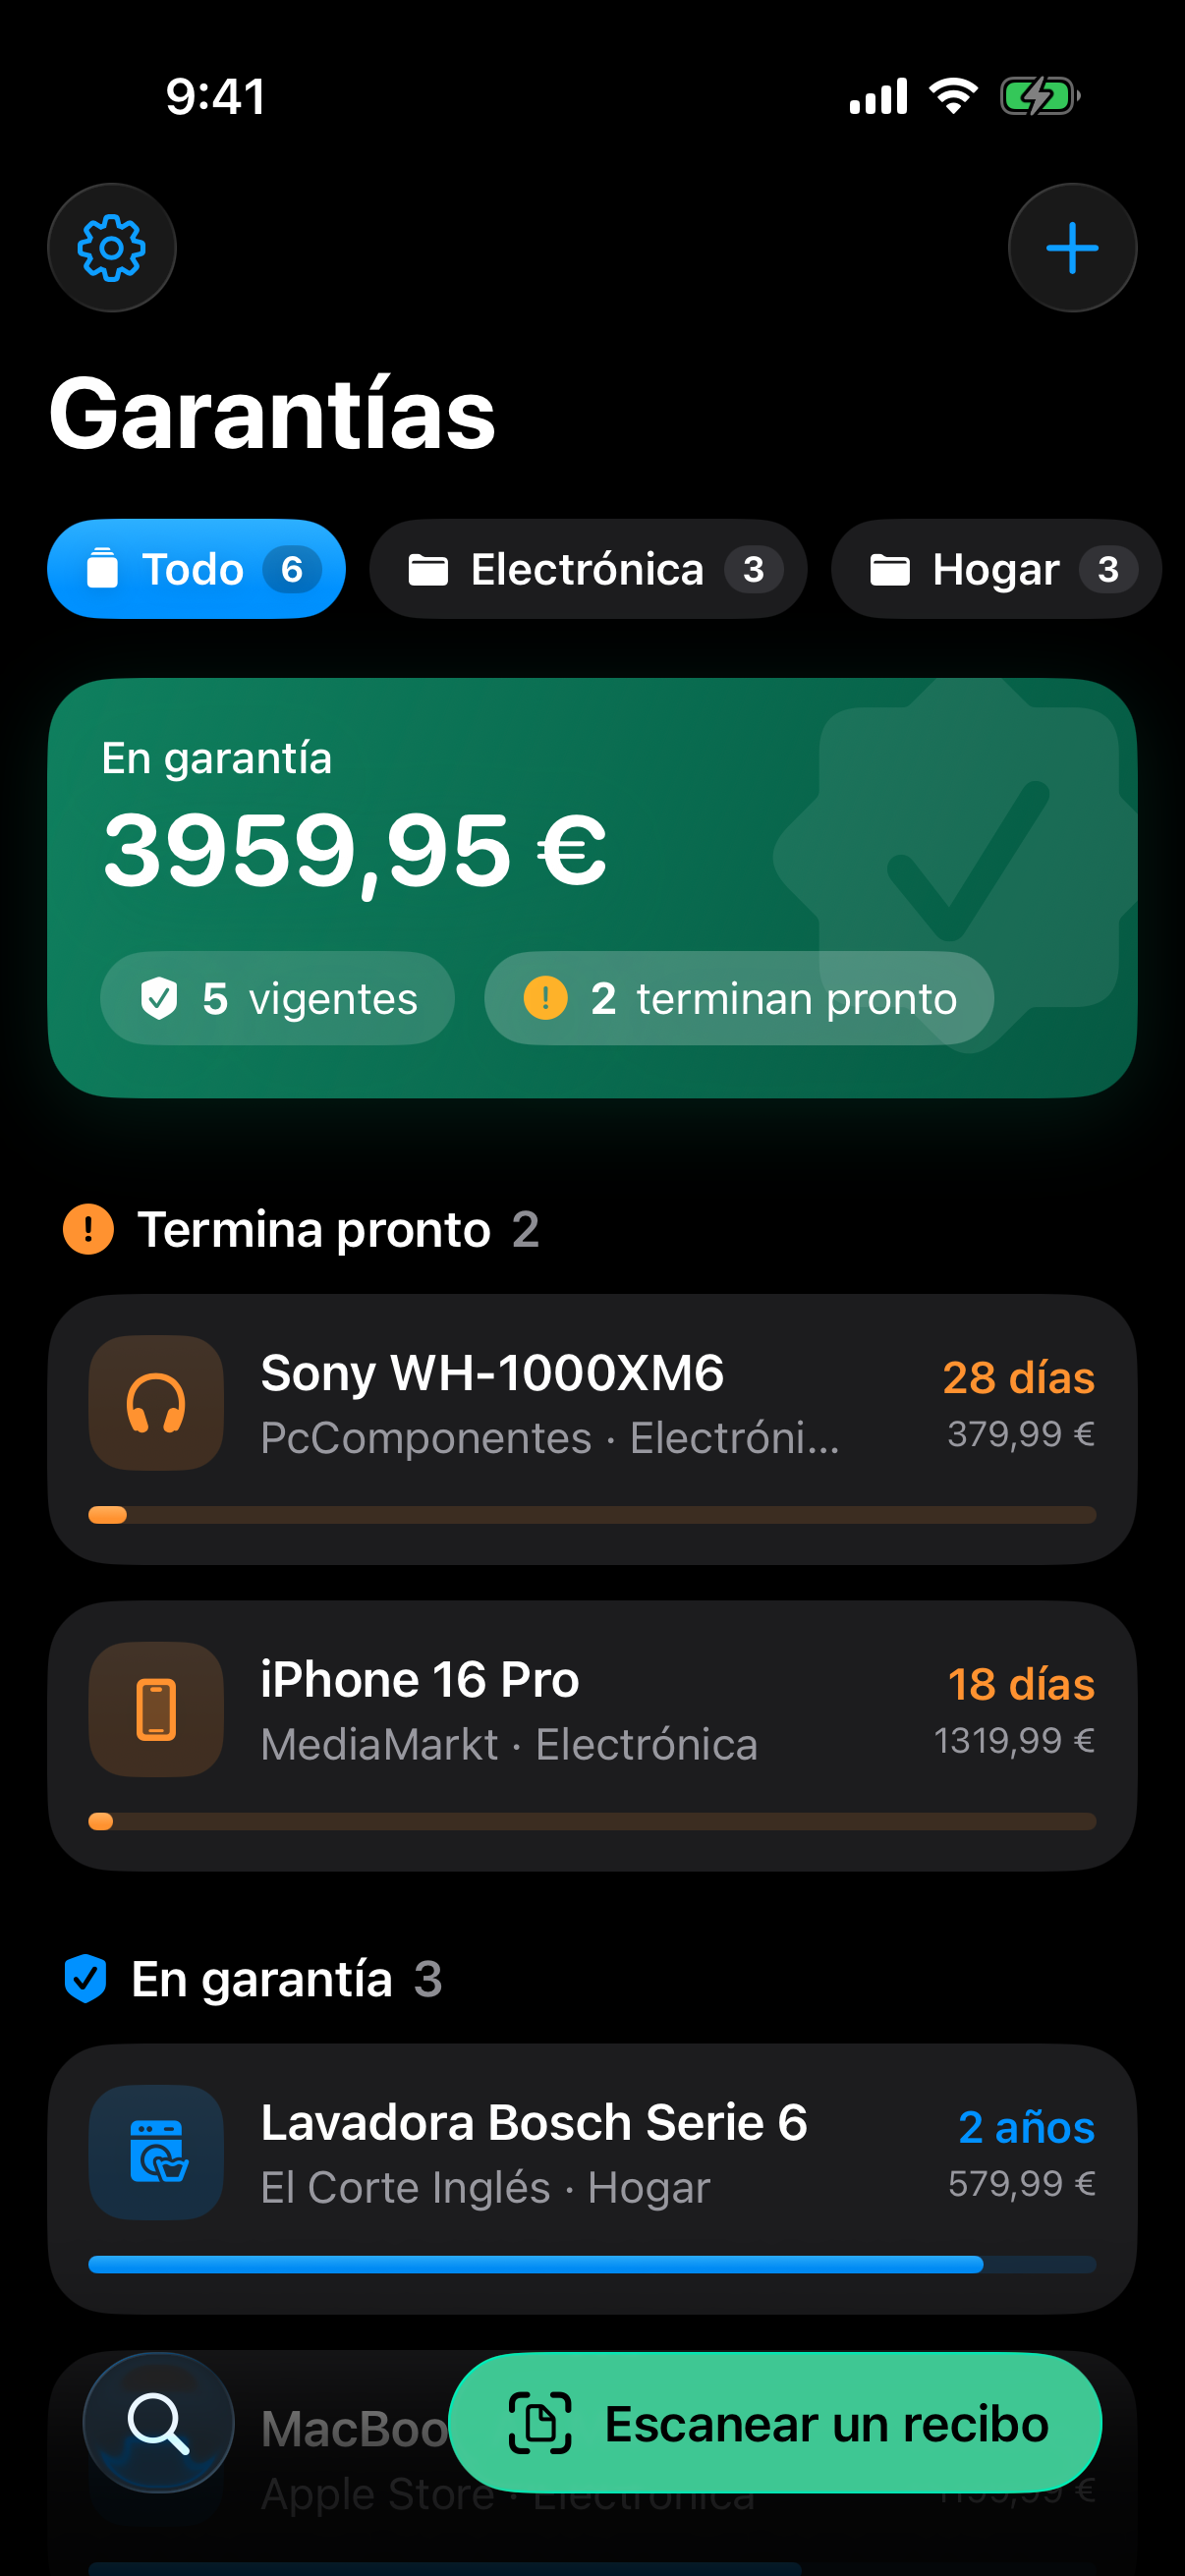 9:41
Garantías
Todo 6 Electrónica 3 Hogar 3
En garantía
3959,95 €
5 vigentes 2 terminan pronto
Termina pronto 2
Sony WH-1000XM6 28 días
PcComponentes · Electróni... 379,99 €
iPhone 16 Pro 18 días
MediaMarkt · Electrónica 1319,99 €
En garantía 3
Lavadora Bosch Serie 6 2 años
El Corte Inglés · Hogar 579,99 €
MacBoo
Escanear un recibo
Apple Store · Electrónica